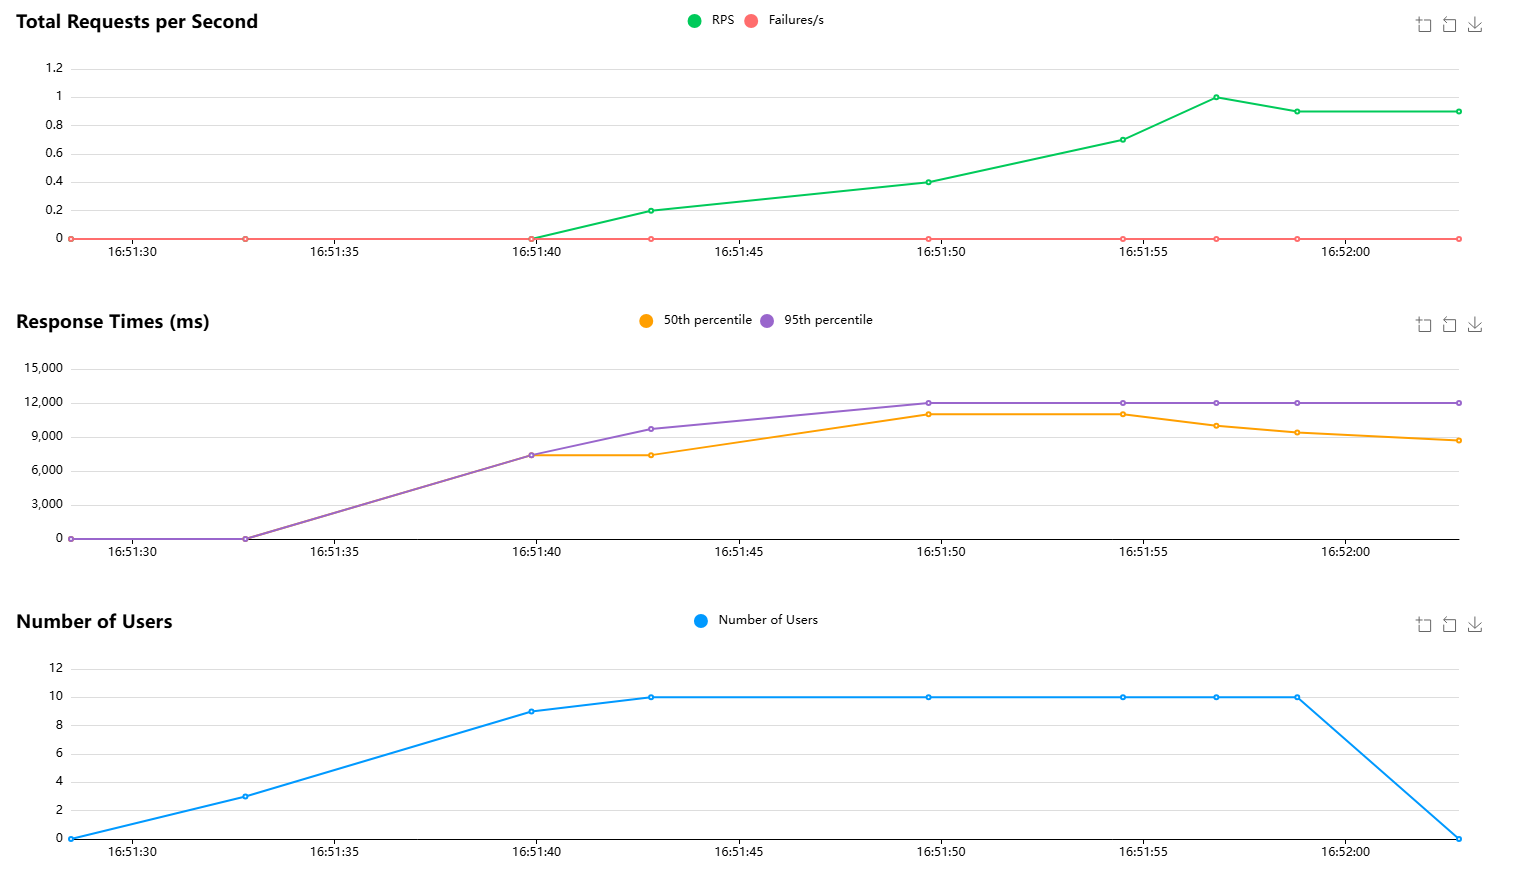 Total Requests per Second
RPS Failures/s
1.2
1
0.8
0.6
0.4
0.2
0
16:51:30 16:51:35 16:51:40 16:51:45 16:51:50 16:51:55 16:52:00
Response Times (ms)
50th percentile 95th percentile
15,000
12,000
9,000
6,000
3,000
0
16:51:30 16:51:35 16:51:40 16:51:45 16:51:50 16:51:55 16:52:00
Number of Users
Number of Users
12
10
8
6
4
2
0
16:51:30 16:51:35 16:51:40 16:51:45 16:51:50 16:51:55 16:52:00